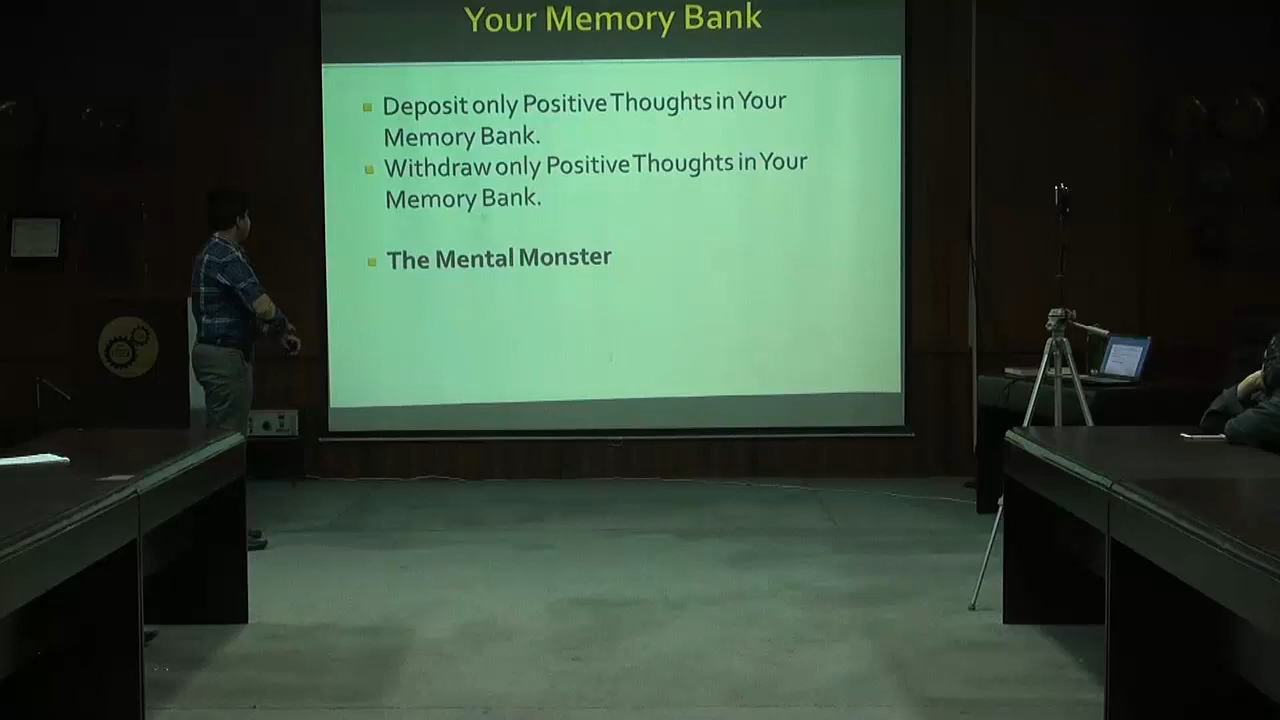 Your Memory Bank
Deposit only Positive Thoughts in Your
Memory Bank.
Withdraw only Positive Thoughts in Your
Memory Bank.
The Mental Monster